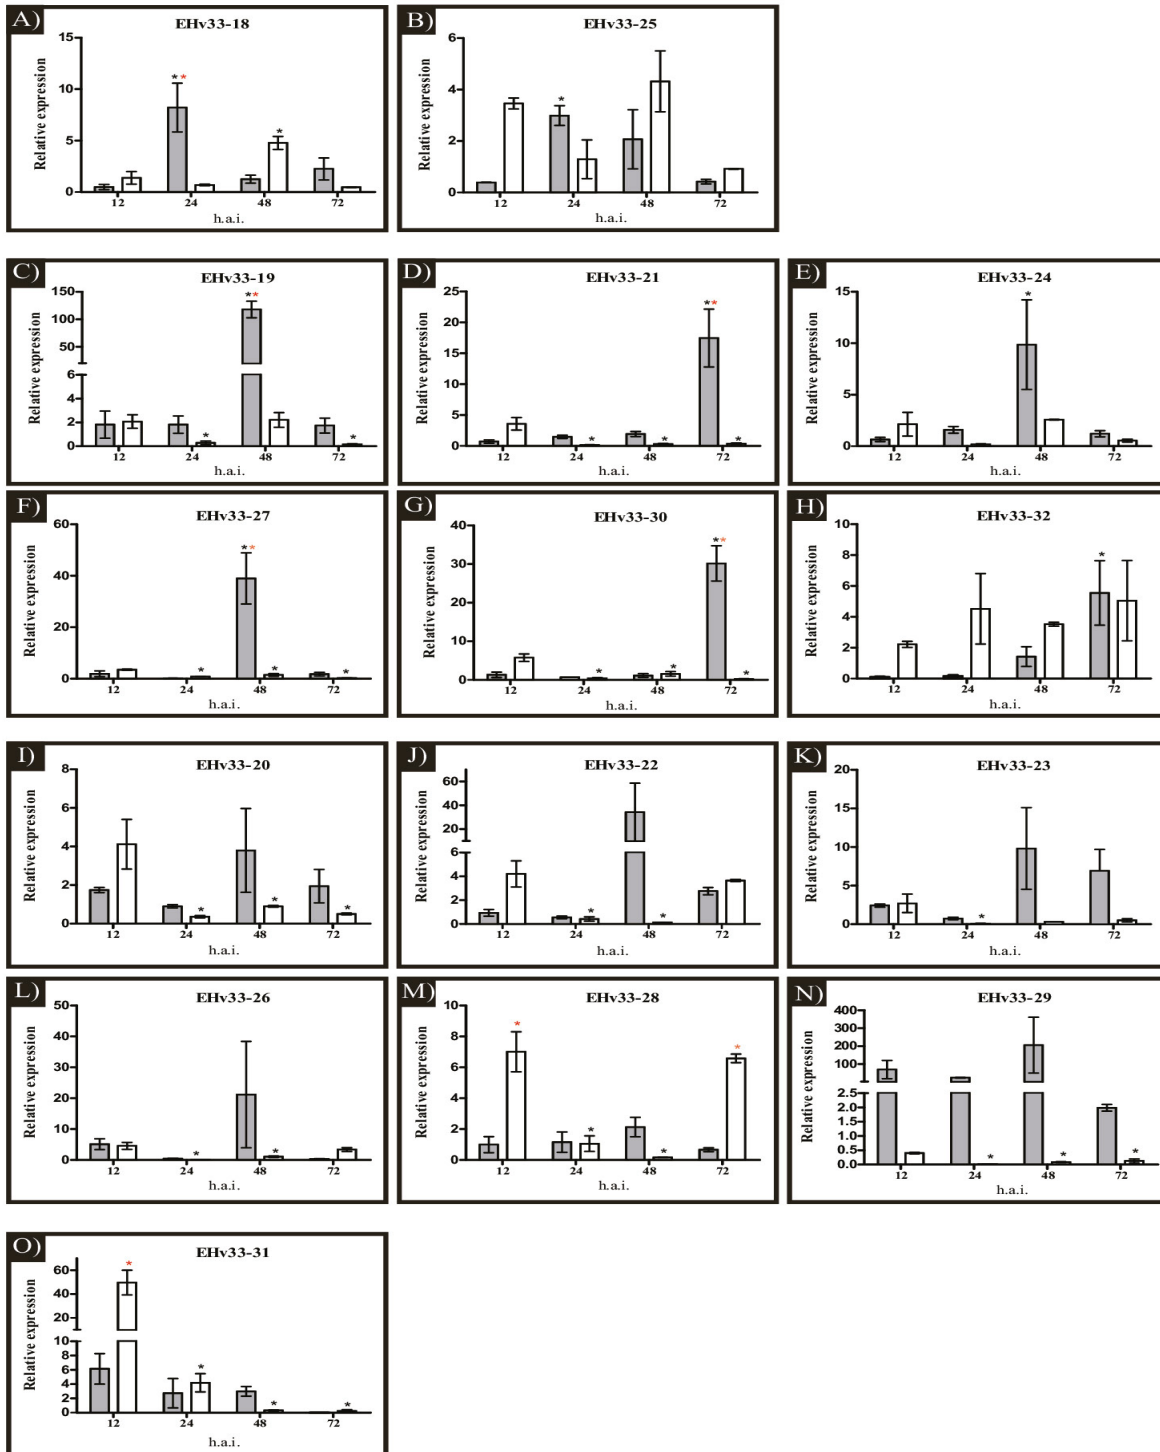 A)
EHv33-18
Relative expression
15
10
5
0
* *
*
12 24 48 72
h.a.i.
B)
EHv33-25
Relative expression
6
4
2
0
*
12 24 48 72
h.a.i.
C)
EHv33-19
Relative expression
150
100
50
6
4
2
0
* *
*
*
12 24 48 72
h.a.i.
D)
EHv33-21
Relative expression
25
20
15
10
5
0
* *
* * *
12 24 48 72
h.a.i.
E)
EHv33-24
Relative expression
15
10
5
0
*
12 24 48 72
h.a.i.
F)
EHv33-27
Relative expression
60
40
20
0
* *
* * *
12 24 48 72
h.a.i.
G)
EHv33-30
Relative expression
40
30
20
10
0
* *
* * *
12 24 48 72
h.a.i.
H)
EHv33-32
Relative expression
10
8
6
4
2
0
*
12 24 48 72
h.a.i.
I)
EHv33-20
Relative expression
8
6
4
2
0
* * *
12 24 48 72
h.a.i.
J)
EHv33-22
Relative expression
60
40
20
6
4
2
0
* *
12 24 48 72
h.a.i.
K)
EHv33-23
Relative expression
20
15
10
5
0
*
12 24 48 72
h.a.i.
L)
EHv33-26
Relative expression
50
40
30
20
10
0
* *
12 24 48 72
h.a.i.
M)
EHv33-28
Relative expression
10
8
6
4
2
0
* * * *
12 24 48 72
h.a.i.
N)
EHv33-29
Relative expression
400
300
200
100
2.5
2.0
1.5
1.0
0.5
0.0
* * *
12 24 48 72
h.a.i.
O)
EHv33-31
Relative expression
60
40
20
10
8
6
4
2
0
* * * *
12 24 48 72
h.a.i.